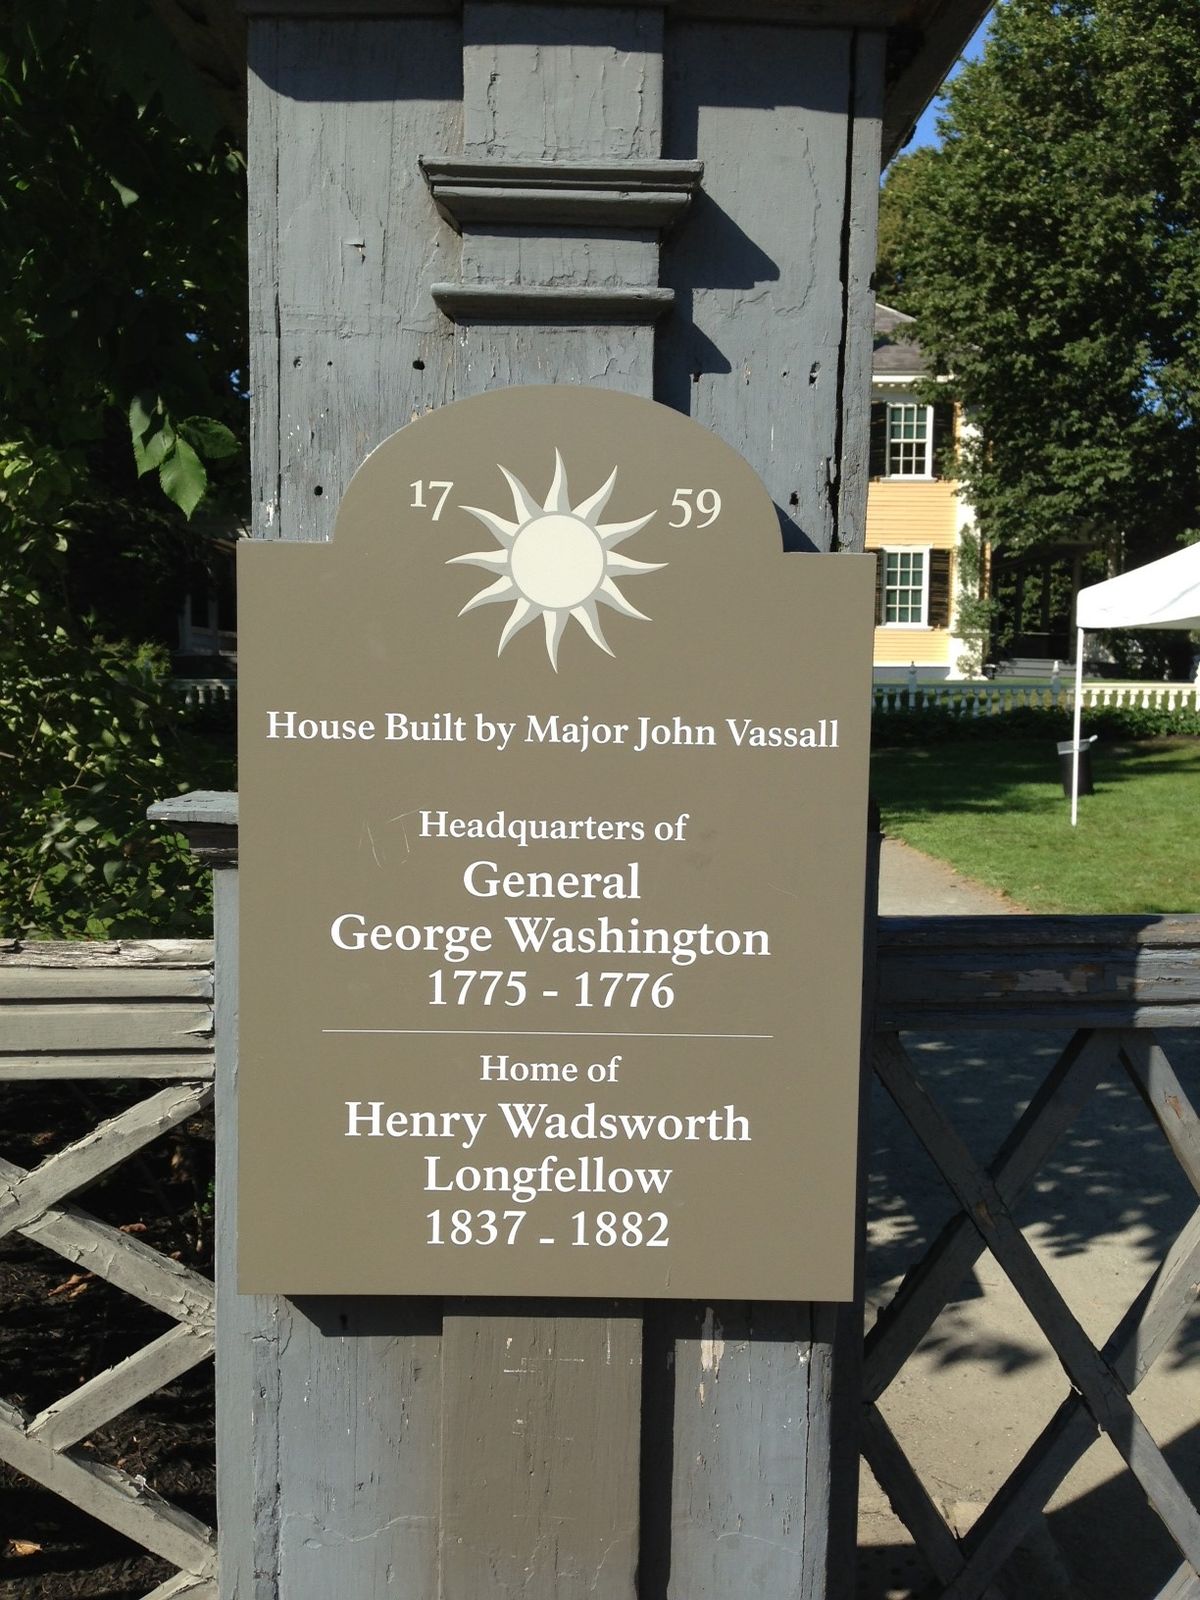 17 59
House Built by Major John Vassall
Headquarters of
General
George Washington
1775 - 1776
Home of
Henry Wadsworth
Longfellow
1837 - 1882